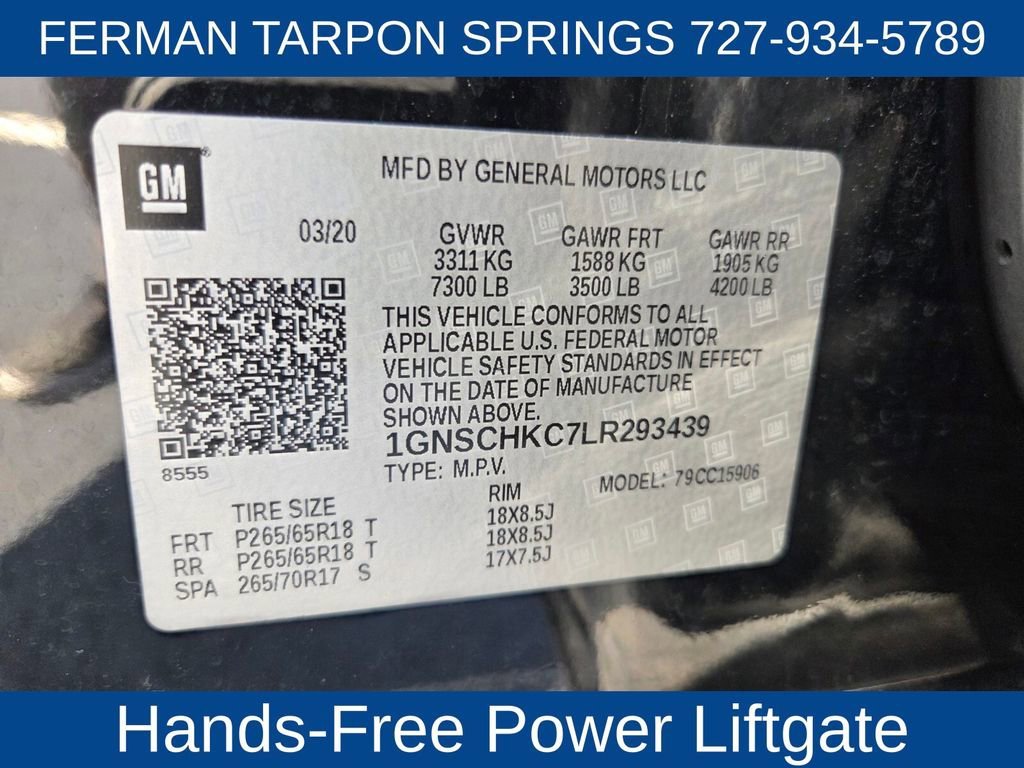 FERMAN TARPON SPRINGS 727-934-5789
GM
MFD BY GENERAL MOTORS LLC
03/20
GVWR GAWR FRT GAWR RR
3311 KG 1588 KG 1905 KG
7300 LB 3500 LB 4200 LB
THIS VEHICLE CONFORMS TO ALL
APPLICABLE U.S. FEDERAL MOTOR
VEHICLE SAFETY STANDARDS IN EFFECT
ON THE DATE OF MANUFACTURE
SHOWN ABOVE.
1GNSCHKC7LR293439
8555
TYPE: M.P.V. MODEL: 79CC15906
TIRE SIZE RIM
FRT P265/65R18 T 18X8.5J
RR P265/65R18 T 18X8.5J
SPA 265/70R17 S 17X7.5J
Hands-Free Power Liftgate